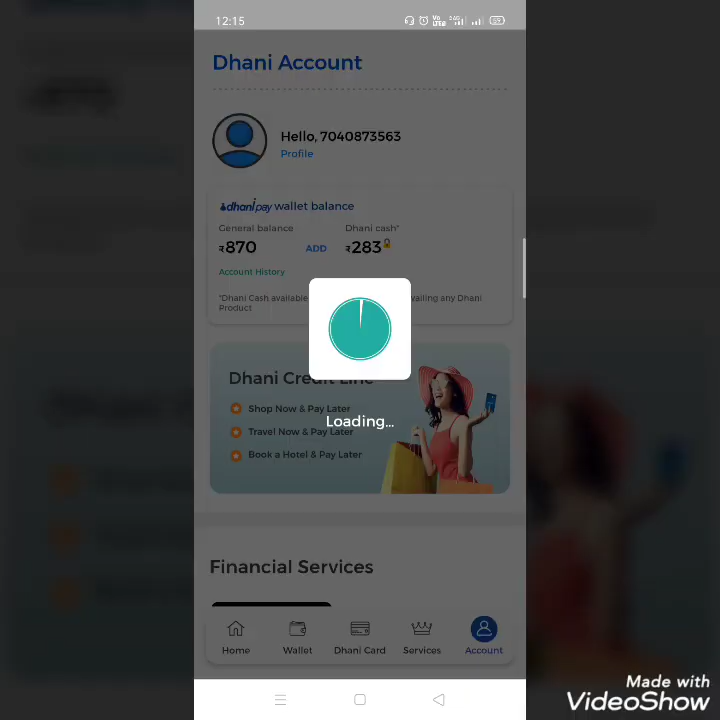 12:15
Dhani Account
Hello, 7040873563
Profile
dhani pay wallet balance
General balance Dhani cash*
₹870 ADD ₹283
Account History
*Dhani Cash available vailing any Dhani
Product
Dhani Credit Line
Shop Now & Pay Later
Travel Now & Pay Later
Book a Hotel & Pay Later
Loading...
Financial Services
Home Wallet Dhani Card Services Account
Made with
VideoShow